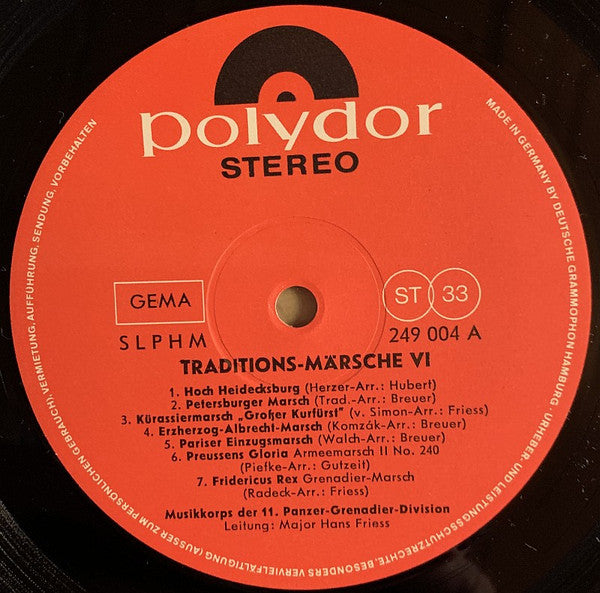 polydor
STEREO
GEMA
ST 33
SLPHM
249 004 A
TRADITIONS-MÄRSCHE VI
1. Hoch Heidecksburg (Herzer-Arr.: Hubert)
2. Petersburger Marsch (Trad.-Arr.: Breuer)
3. Kürassiermarsch „Großer Kurfürst" (v. Simon-Arr.: Friess)
4. Erzherzog-Albrecht-Marsch (Komzák-Arr.: Breuer)
5. Pariser Einzugsmarsch (Walch-Arr.: Breuer)
6. Preussens Gloria Armeemarsch II No. 240
(Piefke-Arr.: Gutzeit)
7. Fridericus Rex Grenadier-Marsch
(Radeck-Arr.: Friess)
Musikkorps der 11. Panzer-Grenadier-Division
Leitung: Major Hans Friess
MADE IN GERMANY BY DEUTSCHE GRAMMOPHON HAMBURG · URHEBER- UND LEISTUNGSSCHUTZRECHTE, BESONDERS VERVIELFÄLTIGUNG (AUSSER ZUM PERSÖNLICHEN GEBRAUCH), VERMIETUNG, AUFFÜHRUNG, SENDUNG, VORBEHALTEN